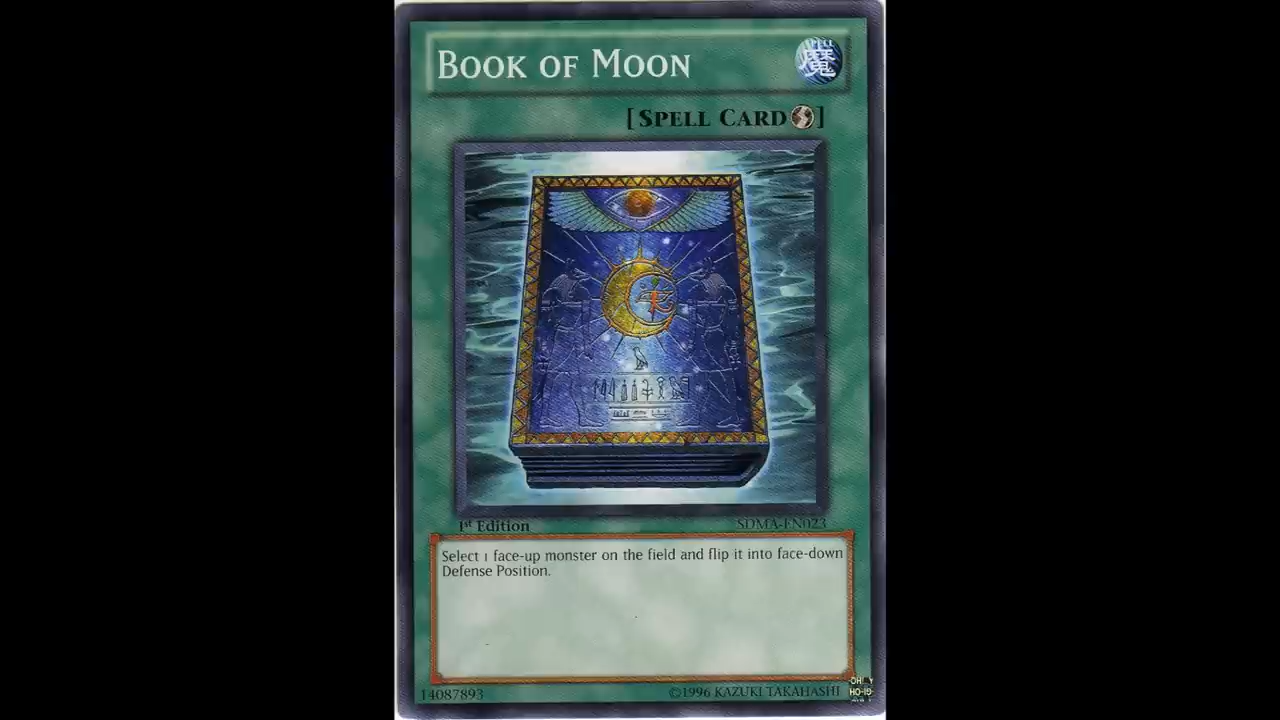 BOOK OF MOON
SPELL
魔
[SPELL CARD]
1st Edition
SDMA-EN023
Select 1 face-up monster on the field and flip it into face-down
Defense Position.
14087893
©1996 KAZUKI TAKAHASHI